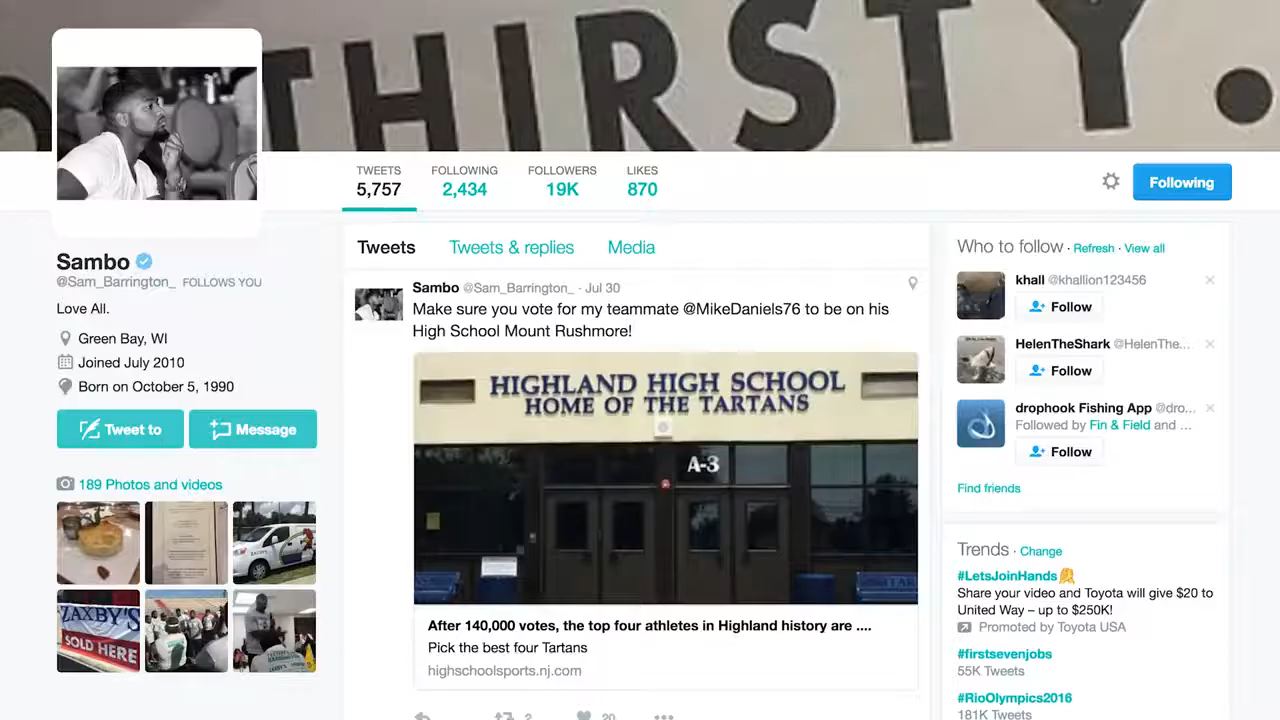 THIRSTY.
TWEETS
5,757
FOLLOWING
2,434
FOLLOWERS
19K
LIKES
870
Following
Sambo
@Sam_Barrington_ FOLLOWS YOU
Love All.
Green Bay, WI
Joined July 2010
Born on October 5, 1990
Tweet to
Message
189 Photos and videos
ZAXBY'S
SOLD HERE
Tweets
Tweets & replies
Media
Sambo @Sam_Barrington_ · Jul 30
Make sure you vote for my teammate @MikeDaniels76 to be on his
High School Mount Rushmore!
HIGHLAND HIGH SCHOOL
HOME OF THE TARTANS
A-3
After 140,000 votes, the top four athletes in Highland history are ....
Pick the best four Tartans
highschoolsports.nj.com
2
20
Who to follow · Refresh · View all
khall @khallion123456
Follow
HelenTheShark @HelenThe...
Follow
drophook Fishing App @dro...
Followed by Fin & Field and ...
Follow
Find friends
Trends · Change
#LetsJoinHands
Share your video and Toyota will give $20 to
United Way – up to $250K!
Promoted by Toyota USA
#firstsevenjobs
55K Tweets
#RioOlympics2016
181K Tweets